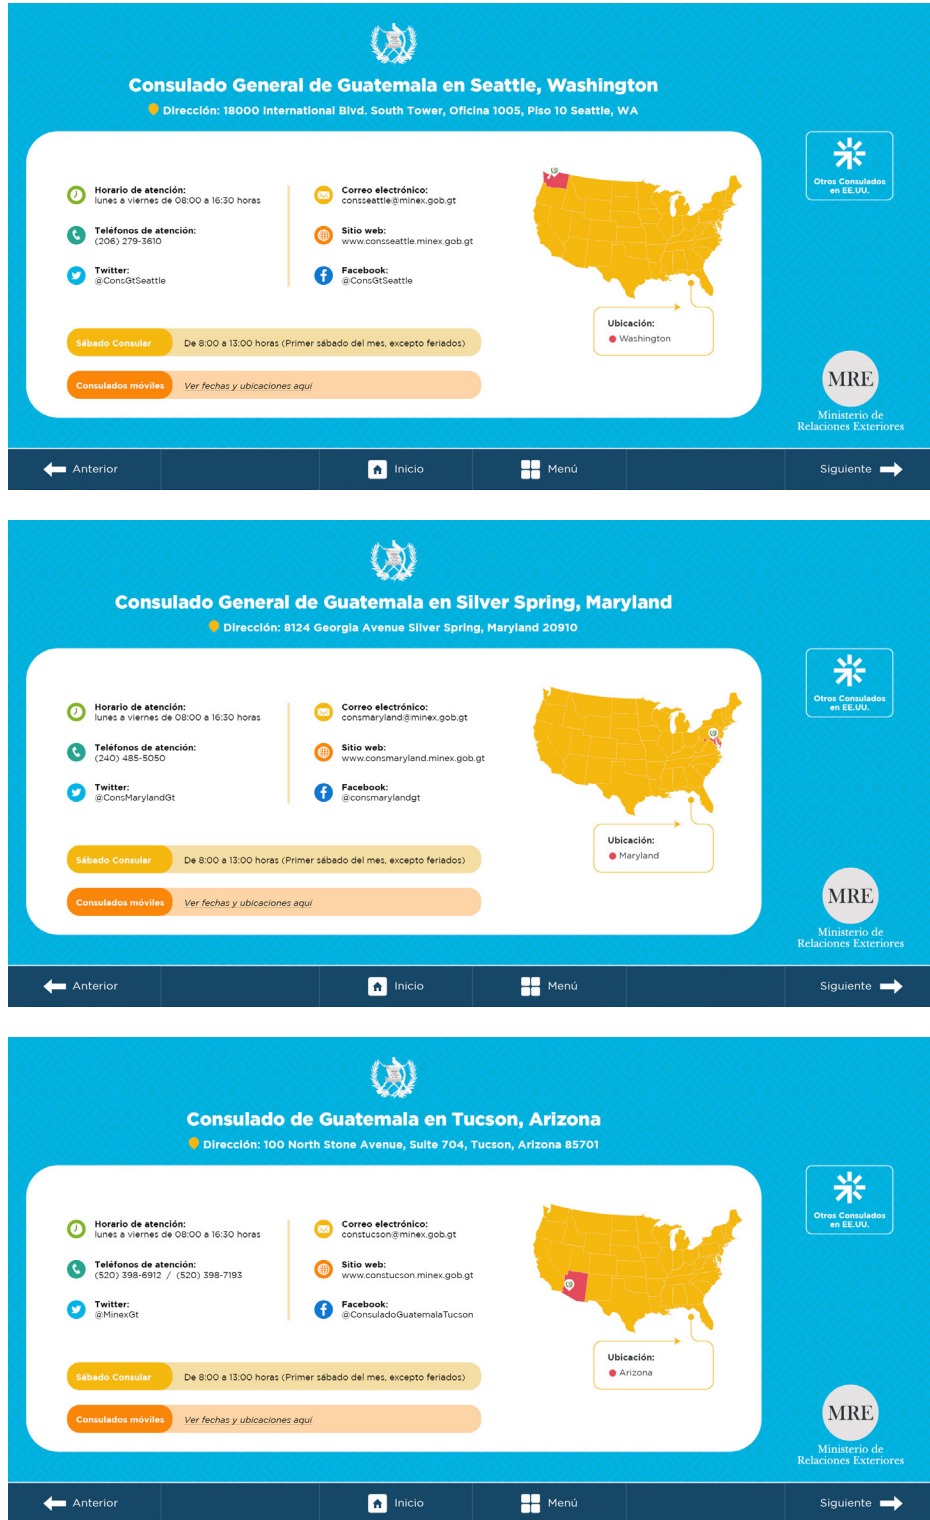 Consulado General de Guatemala en Seattle, Washington
Dirección: 18000 International Blvd. South Tower, Oficina 1005, Piso 10 Seattle, WA
Horario de atención:
lunes a viernes de 08:00 a 16:30 horas
Teléfonos de atención:
(206) 279-3610
Twitter:
@ConsGtSeattle
Correo electrónico:
consseattle@minex.gob.gt
Sitio web:
www.consseattle.minex.gob.gt
Facebook:
@ConsGtSeattle
Ubicación:
Washington
Sábado Consular
De 8:00 a 13:00 horas (Primer sábado del mes, excepto feriados)
Consulados móviles
Ver fechas y ubicaciones aquí
Otros Consulados
en EE.UU.
MRE
Ministerio de
Relaciones Exteriores
Anterior
Inicio
Menú
Siguiente
Consulado General de Guatemala en Silver Spring, Maryland
Dirección: 8124 Georgia Avenue Silver Spring, Maryland 20910
Horario de atención:
lunes a viernes de 08:00 a 16:30 horas
Teléfonos de atención:
(240) 485-5050
Twitter:
@ConsMarylandGt
Correo electrónico:
consmaryland@minex.gob.gt
Sitio web:
www.consmaryland.minex.gob.gt
Facebook:
@consmarylandgt
Ubicación:
Maryland
Sábado Consular
De 8:00 a 13:00 horas (Primer sábado del mes, excepto feriados)
Consulados móviles
Ver fechas y ubicaciones aquí
Otros Consulados
en EE.UU.
MRE
Ministerio de
Relaciones Exteriores
Anterior
Inicio
Menú
Siguiente
Consulado de Guatemala en Tucson, Arizona
Dirección: 100 North Stone Avenue, Suite 704, Tucson, Arizona 85701
Horario de atención:
lunes a viernes de 08:00 a 16:30 horas
Teléfonos de atención:
(520) 398-6912 / (520) 398-7193
Twitter:
@MinexGt
Correo electrónico:
constucson@minex.gob.gt
Sitio web:
www.constucson.minex.gob.gt
Facebook:
@ConsuladoGuatemalaTucson
Ubicación:
Arizona
Sábado Consular
De 8:00 a 13:00 horas (Primer sábado del mes, excepto feriados)
Consulados móviles
Ver fechas y ubicaciones aquí
Otros Consulados
en EE.UU.
MRE
Ministerio de
Relaciones Exteriores
Anterior
Inicio
Menú
Siguiente